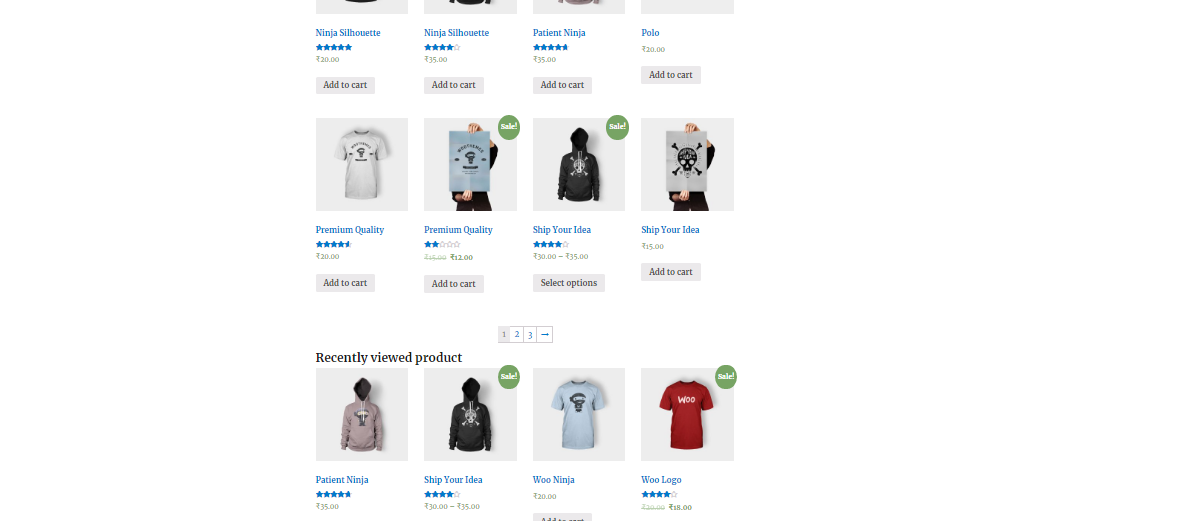 Ninja Silhouette Ninja Silhouette Patient Ninja Polo
₹20.00 ₹35.00 ₹35.00 ₹20.00
Add to cart Add to cart Add to cart Add to cart
Sale! Sale!
Premium Quality Premium Quality Ship Your Idea Ship Your Idea
₹20.00 ₹15.00 ₹12.00 ₹30.00 – ₹35.00 ₹15.00
Add to cart Add to cart Select options Add to cart
1 2 3 →
Recently viewed product
Sale! Sale!
WOO
Patient Ninja Ship Your Idea Woo Ninja Woo Logo
₹35.00 ₹30.00 – ₹35.00 ₹20.00 ₹20.00 ₹18.00
Add to cart